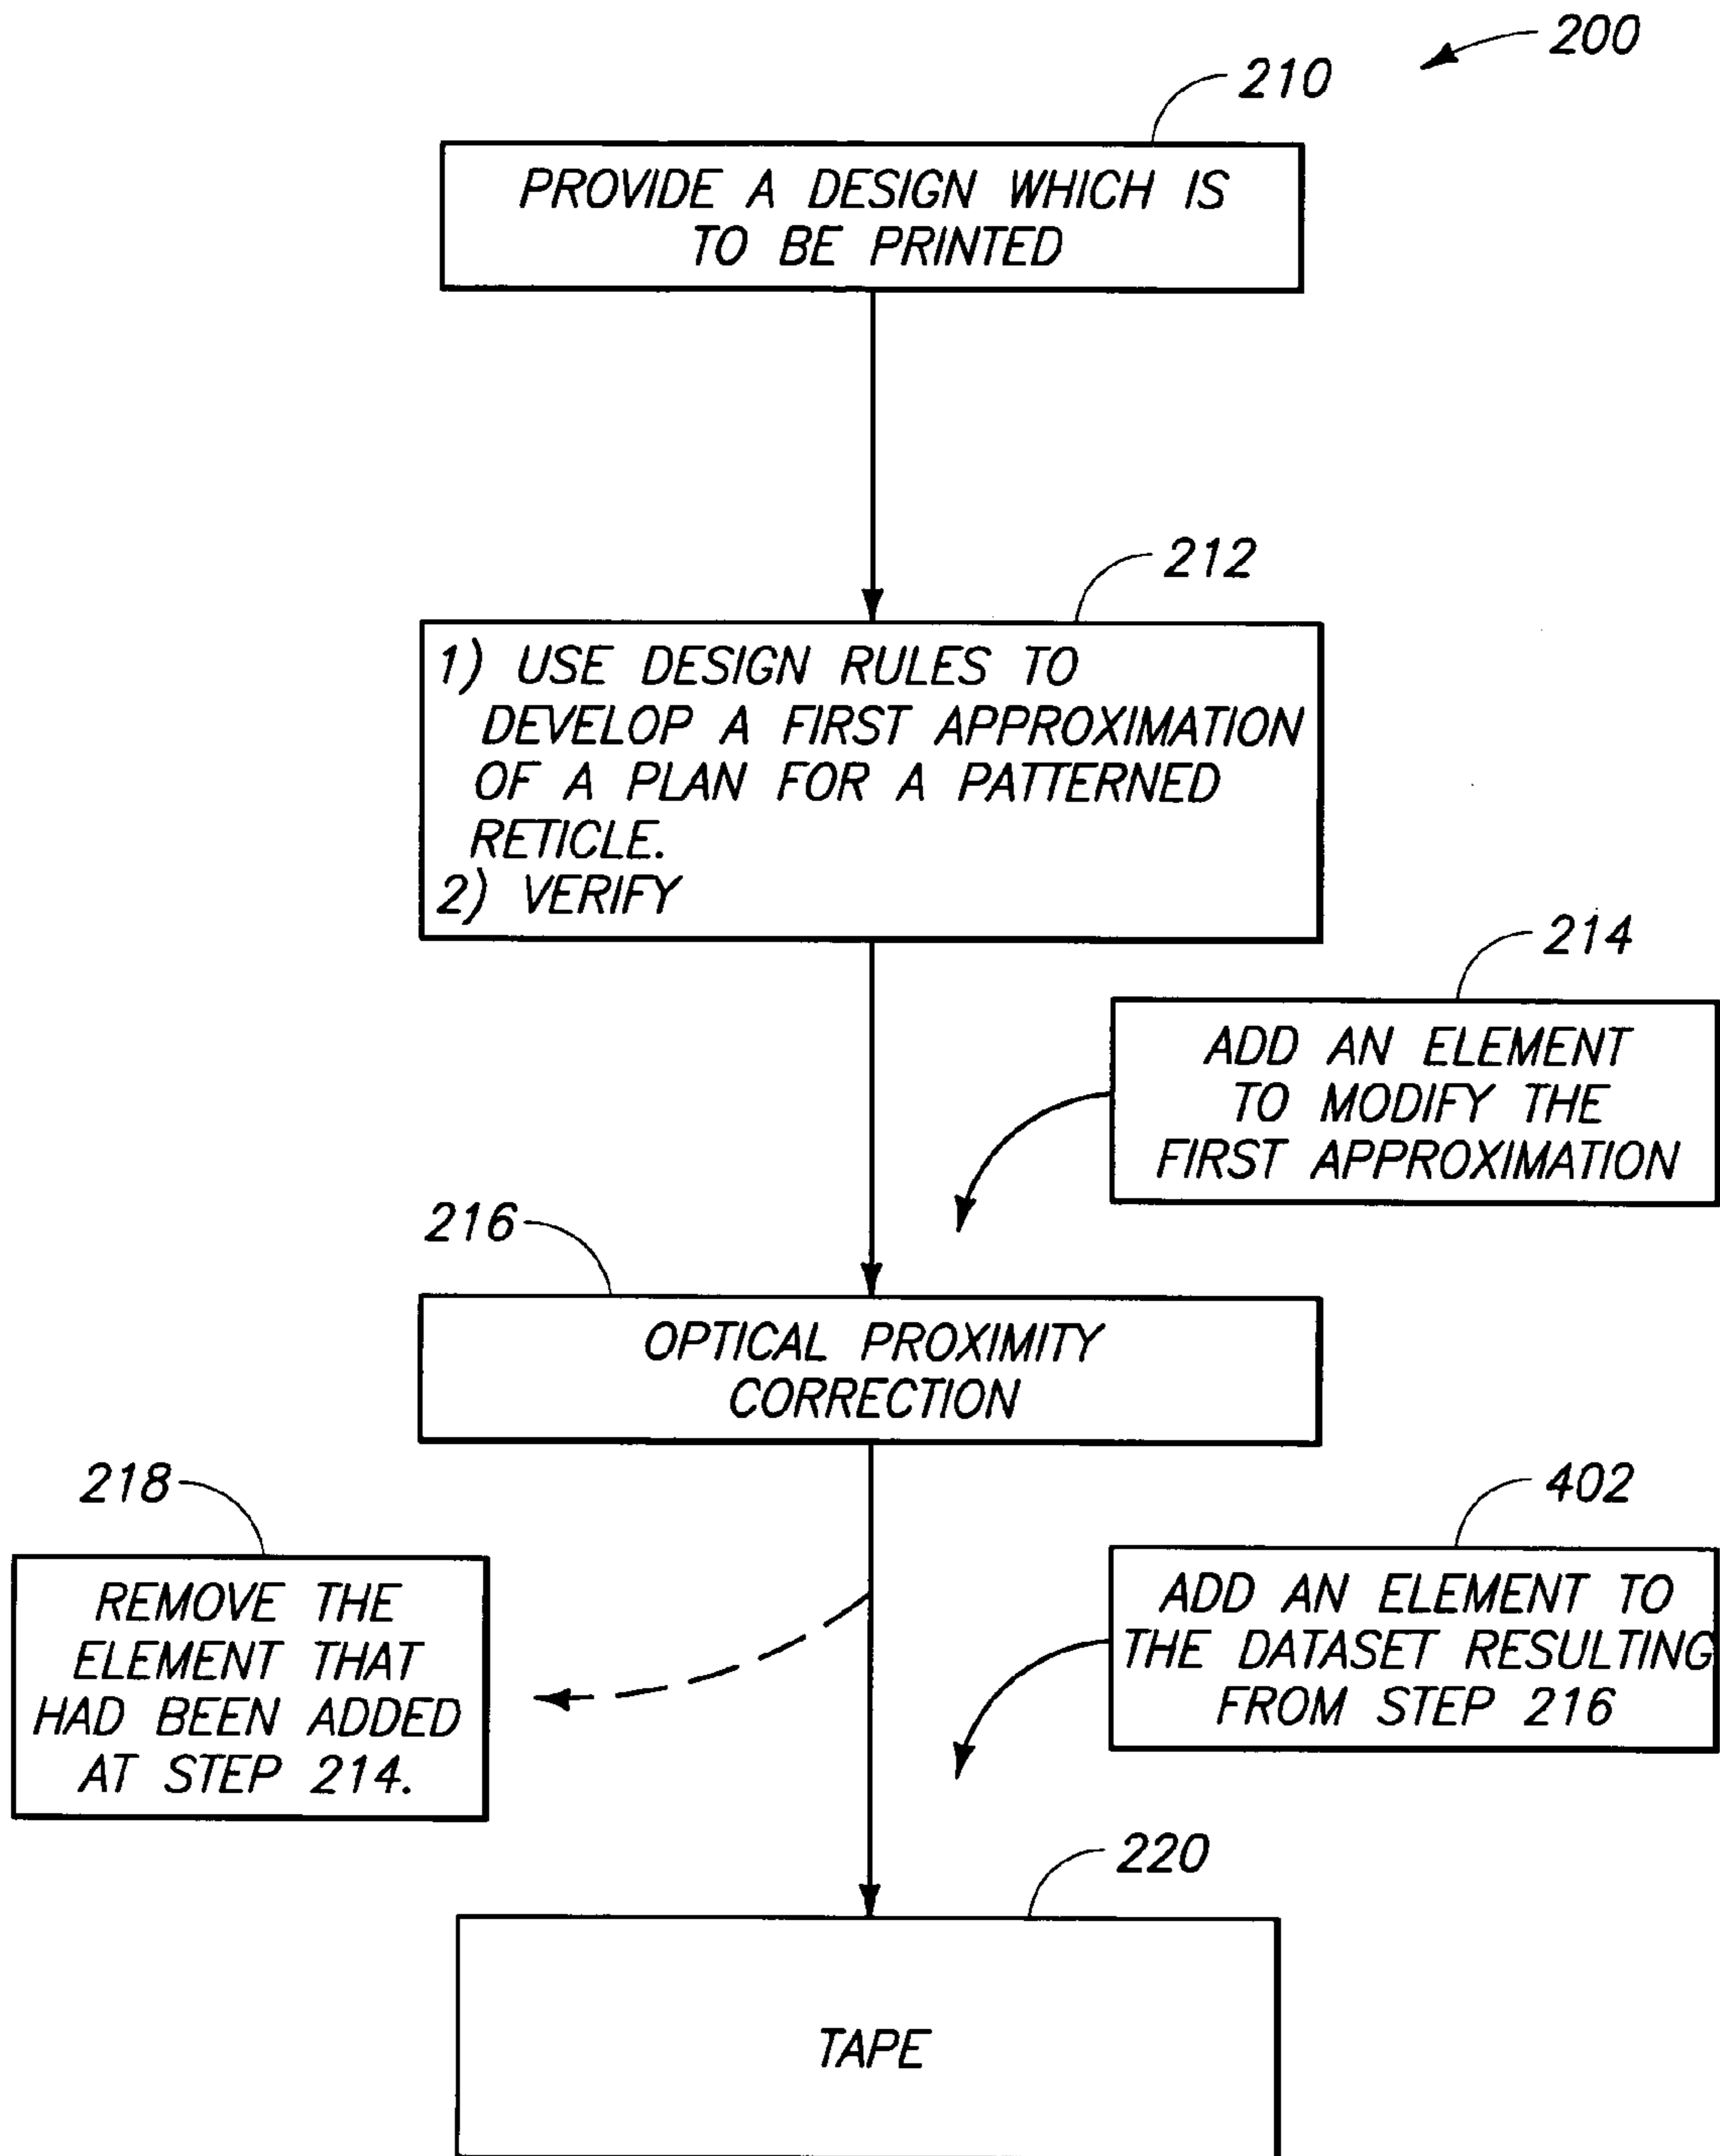 200
210
PROVIDE A DESIGN WHICH IS
TO BE PRINTED
212
1) USE DESIGN RULES TO
DEVELOP A FIRST APPROXIMATION
OF A PLAN FOR A PATTERNED
RETICLE.
2) VERIFY
214
ADD AN ELEMENT
TO MODIFY THE
FIRST APPROXIMATION
216
OPTICAL PROXIMITY
CORRECTION
218
REMOVE THE
ELEMENT THAT
HAD BEEN ADDED
AT STEP 214.
402
ADD AN ELEMENT TO
THE DATASET RESULTING
FROM STEP 216
220
TAPE